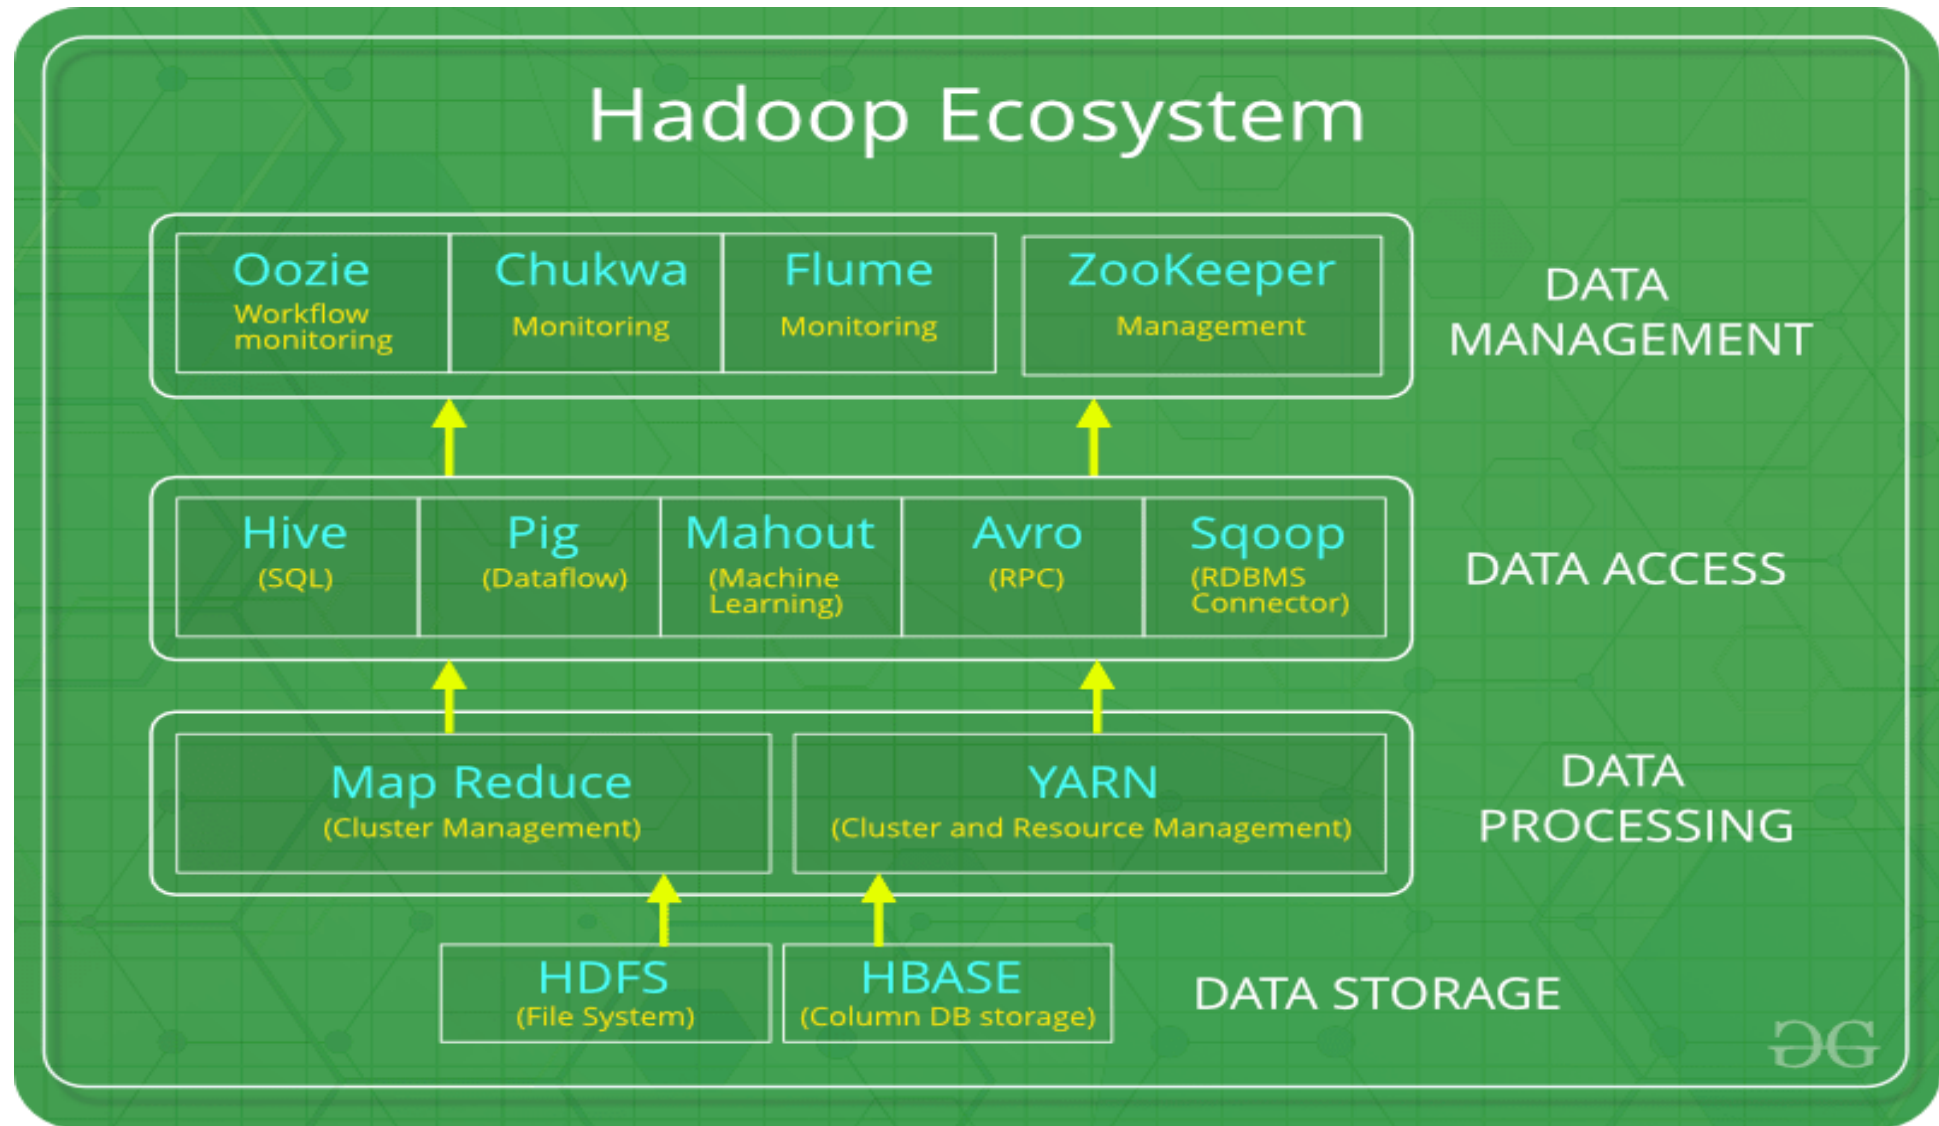 Hadoop Ecosystem
Oozie
Workflow
monitoring
Chukwa
Monitoring
Flume
Monitoring
ZooKeeper
Management
DATA
MANAGEMENT
Hive
(SQL)
Pig
(Dataflow)
Mahout
(Machine
Learning)
Avro
(RPC)
Sqoop
(RDBMS
Connector)
DATA ACCESS
Map Reduce
(Cluster Management)
YARN
(Cluster and Resource Management)
DATA
PROCESSING
HDFS
(File System)
HBASE
(Column DB storage)
DATA STORAGE